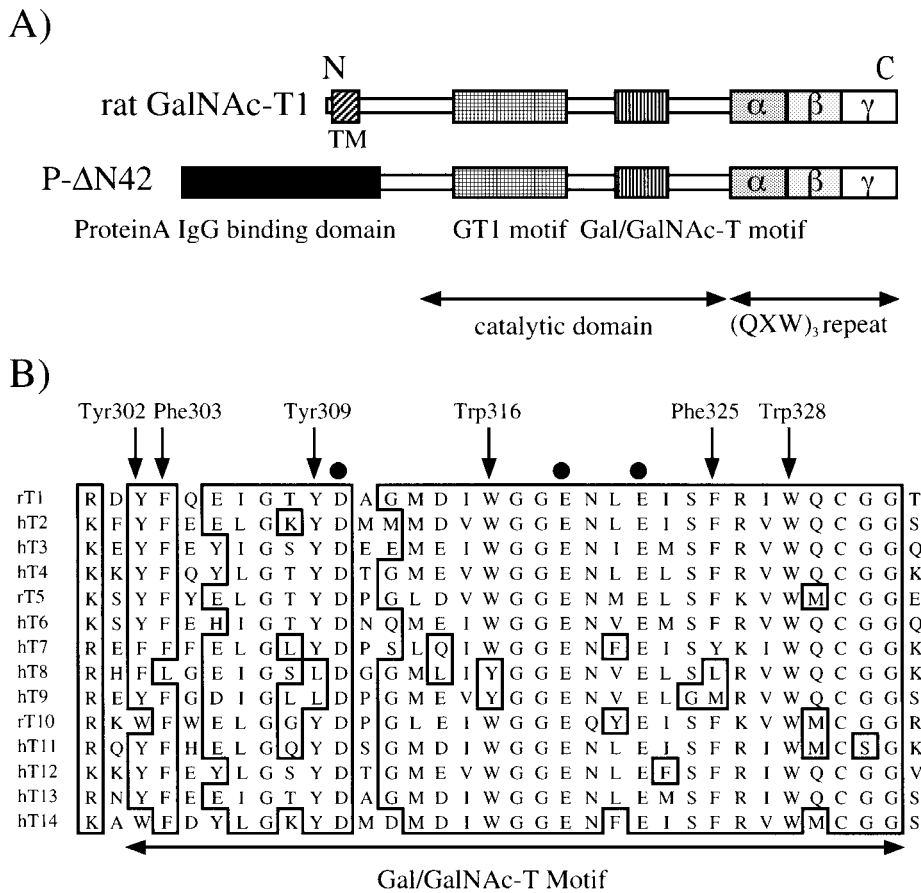 A)
N C
rat GalNAc-T1 α β γ
TM
P-ΔN42 α β γ
ProteinA IgG binding domain GT1 motif Gal/GalNAc-T motif
catalytic domain (QXW)₃ repeat
B)
Tyr302 Phe303 Tyr309 Trp316 Phe325 Trp328
rT1 R D Y F Q E I G T Y D A G M D I W G G E N L E I S F R I W Q C G G T
hT2 K F Y F E E L G K Y D M M M D V W G G E N L E I S F R V W Q C G G S
hT3 K E Y F E Y I G S Y D E E M E I W G G E N I E M S F R V W Q C G G Q
hT4 K K Y F Q Y L G T Y D T G M E V W G G E N L E L S F R V W Q C G G K
rT5 K S Y F Y E L G T Y D P G L D V W G G E N M E L S F K V W M C G G E
hT6 K S Y F E H I G T Y D N Q M E I W G G E N V E M S F R V W Q C G G Q
hT7 R E F F F E L G L Y D P S L Q I W G G E N F E I S Y K I W Q C G G K
hT8 R H F L G E I G S L D G G M L I Y G G E N V E L S L R V W Q C G G K
hT9 R E Y F G D I G L L D P G M E V Y G G E N V E L G M R V W Q C G G S
rT10 R K W F W E L G G Y D P G L E I W G G E Q Y E I S F K V W M C G G R
hT11 R Q Y F H E L G Q Y D S G M D I W G G E N L E I S F R I W M C S G K
hT12 K K Y F E Y L G S Y D T G M E V W G G E N L E F S F R I W Q C G G V
hT13 R N Y F E E I G T Y D A G M D I W G G E N L E M S F R I W Q C G G S
hT14 K A W F D Y L G K Y D M D M D I W G G E N F E I S F R V W M C G G S
Gal/GalNAc-T Motif